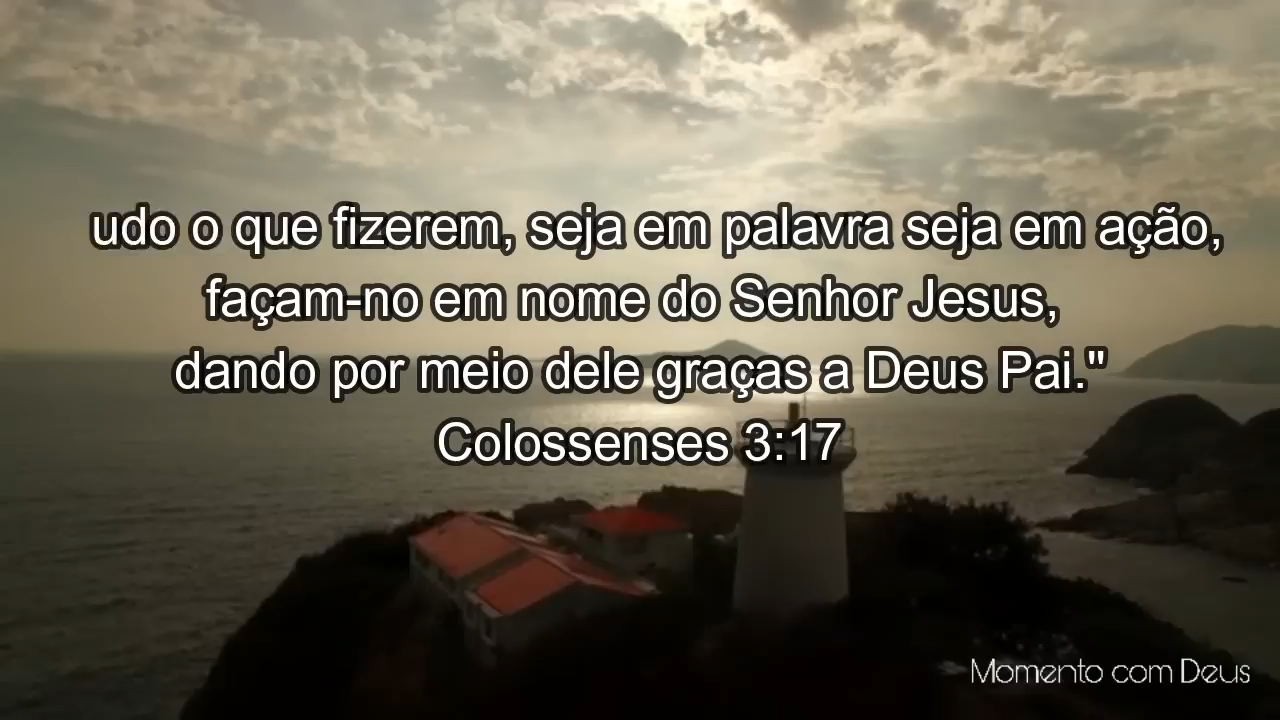 udo o que fizerem, seja em palavra seja em ação,
façam-no em nome do Senhor Jesus,
dando por meio dele graças a Deus Pai."
Colossenses 3:17
Momento com Deus